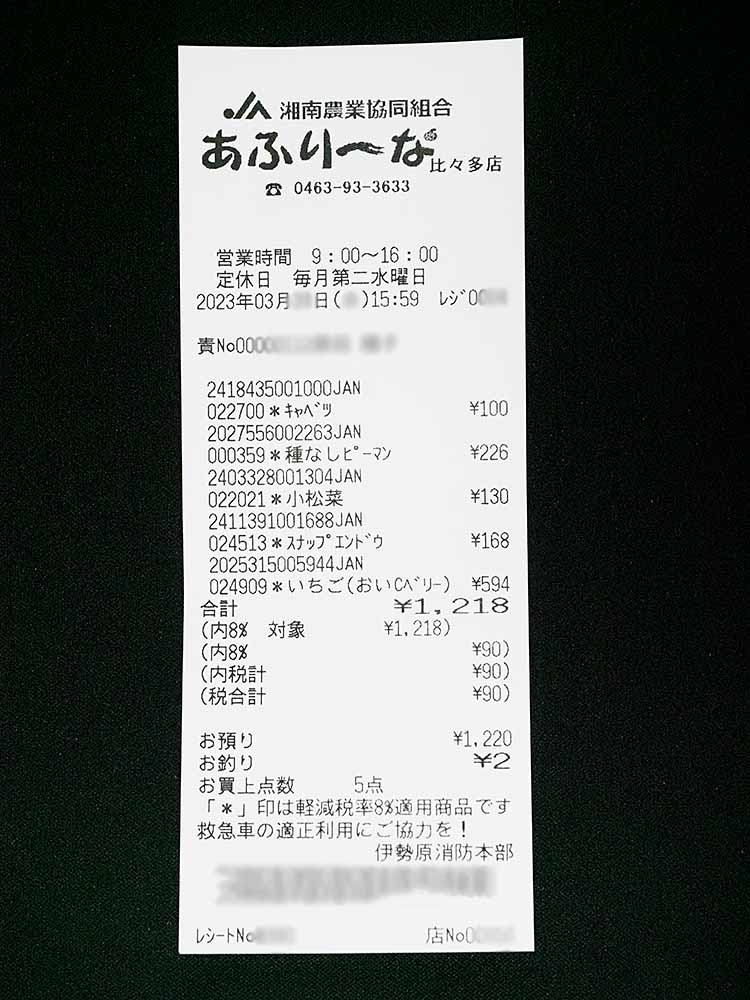 JA 湘南農業協同組合
あふり〜な 比々多店
☎ 0463-93-3633
営業時間 9:00〜16:00
定休日 毎月第二水曜日
2023年03月 日( )15:59 レジ0
責No00
2418435001000JAN
022700*キャベツ ¥100
2027556002263JAN
000359*種なしピーマン ¥226
2403328001304JAN
022021*小松菜 ¥130
2411391001688JAN
024513*スナップエンドウ ¥168
2025315005944JAN
024909*いちご(おいCベリー) ¥594
合計 ¥1,218
(内8% 対象 ¥1,218)
(内8% ¥90)
(内税計 ¥90)
(税合計 ¥90)
お預り ¥1,220
お釣り ¥2
お買上点数 5点
「*」印は軽減税率8%適用商品です
救急車の適正利用にご協力を!
伊勢原消防本部
レシートNo 店No0